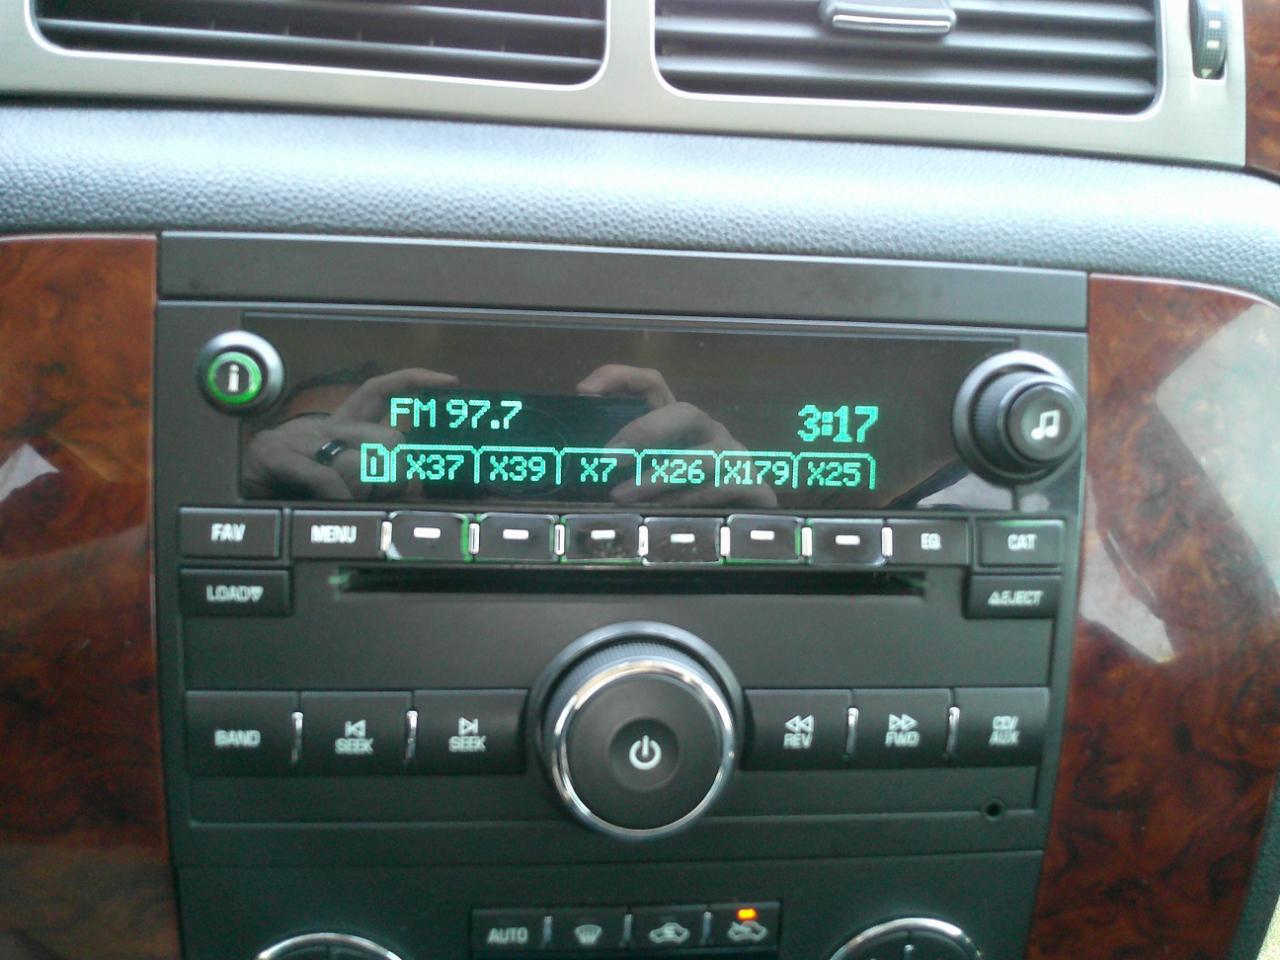 FM 97.7 3:17
1 X37 X39 X7 X26 X179 X25
FAV MENU EQ CAT
LOAD EJECT
BAND SEEK SEEK REV FWD CD/
AUX
AUTO